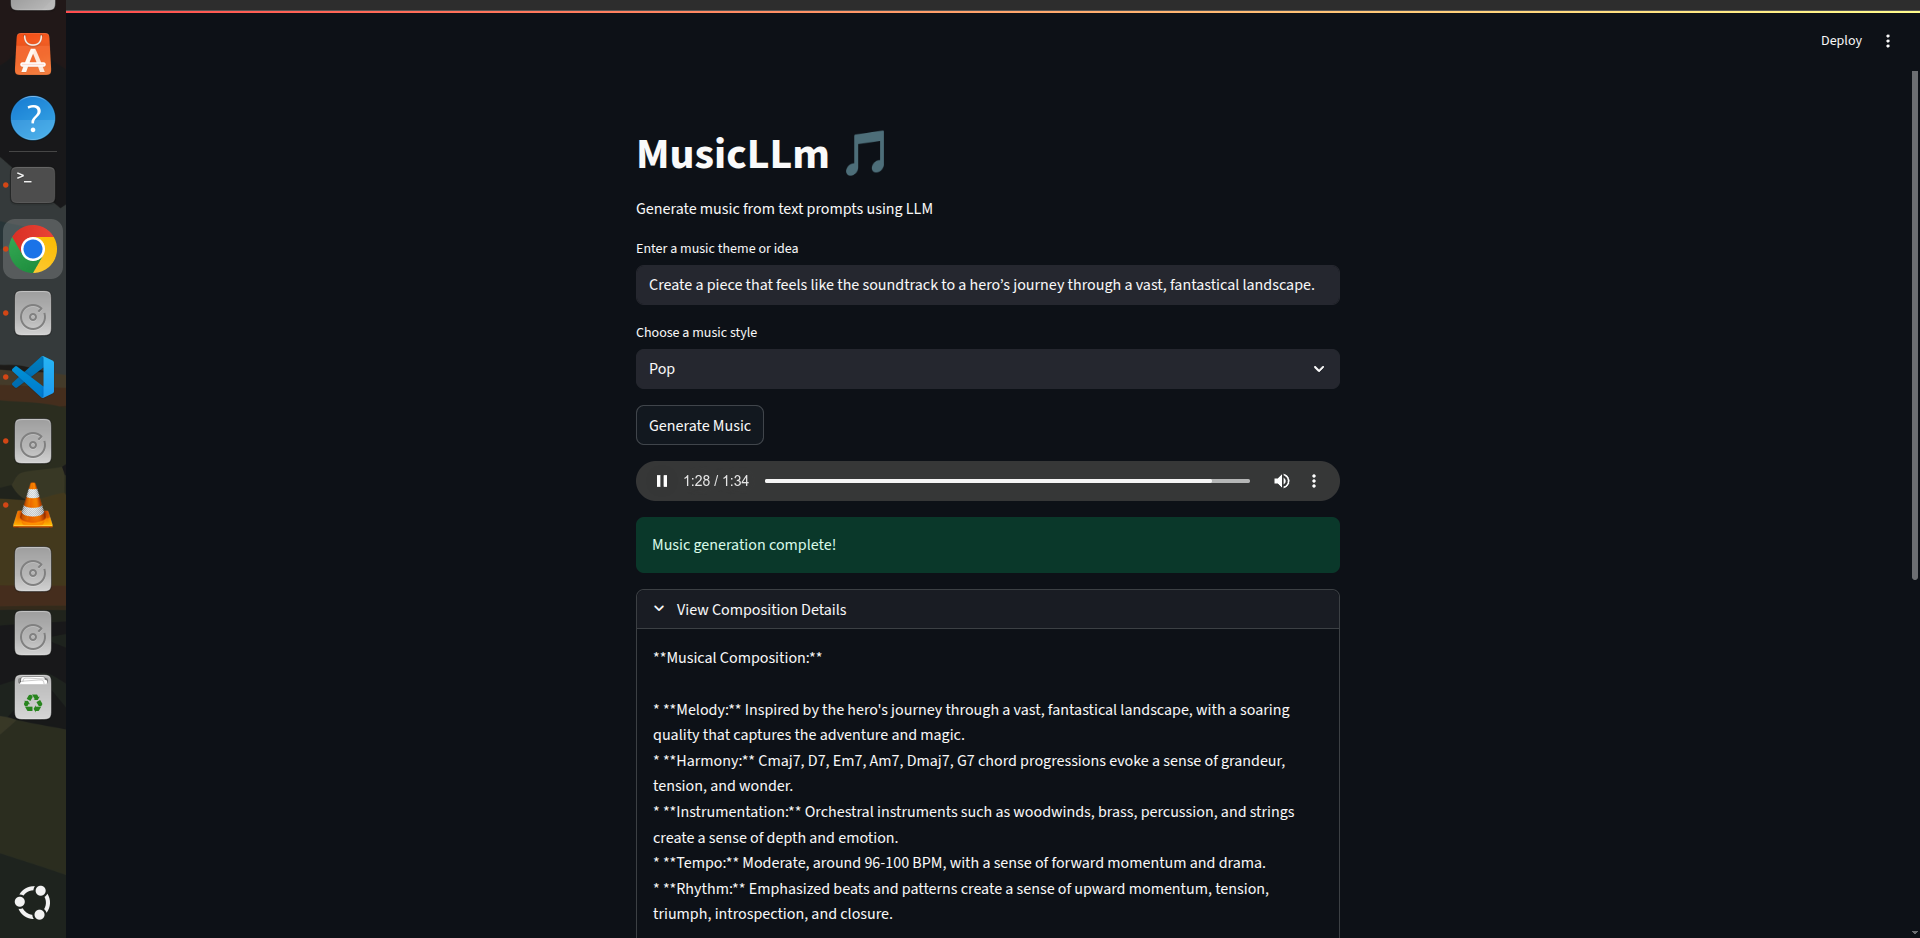 Deploy
MusicLLm
Generate music from text prompts using LLM
Enter a music theme or idea
Create a piece that feels like the soundtrack to a hero’s journey through a vast, fantastical landscape.
Choose a music style
Pop
Generate Music
1:28 / 1:34
Music generation complete!
View Composition Details
**Musical Composition:**
* **Melody:** Inspired by the hero's journey through a vast, fantastical landscape, with a soaring
quality that captures the adventure and magic.
* **Harmony:** Cmaj7, D7, Em7, Am7, Dmaj7, G7 chord progressions evoke a sense of grandeur,
tension, and wonder.
* **Instrumentation:** Orchestral instruments such as woodwinds, brass, percussion, and strings
create a sense of depth and emotion.
* **Tempo:** Moderate, around 96-100 BPM, with a sense of forward momentum and drama.
* **Rhythm:** Emphasized beats and patterns create a sense of upward momentum, tension,
triumph, introspection, and closure.